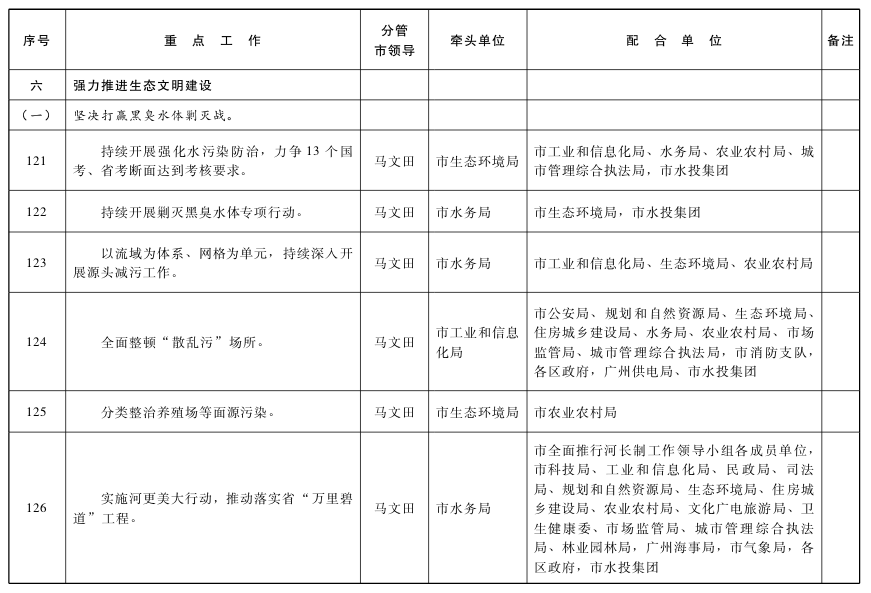 序号 重点工作 分管市领导 牵头单位 配合单位 备注
六 强力推进生态文明建设
（一） 坚决打赢黑臭水体剿灭战。
121 持续开展强化水污染防治，力争13个国
考、省考断面达到考核要求。
马文田 市生态环境局
市工业和信息化局、水务局、农业农村局、城
市管理综合执法局，市水投集团
122 持续开展剿灭黑臭水体专项行动。 马文田 市水务局 市生态环境局，市水投集团
123 以流域为体系、网格为单元，持续深入开
展源头减污工作。
马文田 市水务局 市工业和信息化局、生态环境局、农业农村局
124 全面整顿“散乱污”场所。 马文田
市工业和信息
化局
市公安局、规划和自然资源局、生态环境局、
住房城乡建设局、水务局、农业农村局、市场
监管局、城市管理综合执法局，市消防支队，
各区政府，广州供电局、市水投集团
125 分类整治养殖场等面源污染。 马文田 市生态环境局 市农业农村局
126 实施河更美大行动，推动落实省“万里碧
道”工程。
马文田 市水务局
市全面推行河长制工作领导小组各成员单位，
市科技局、工业和信息化局、民政局、司法
局、规划和自然资源局、生态环境局、住房城
乡建设局、农业农村局、文化广电旅游局、卫
生健康委、市场监管局、城市管理综合执法
局、林业园林局，广州海事局，市气象局，各
区政府，市水投集团